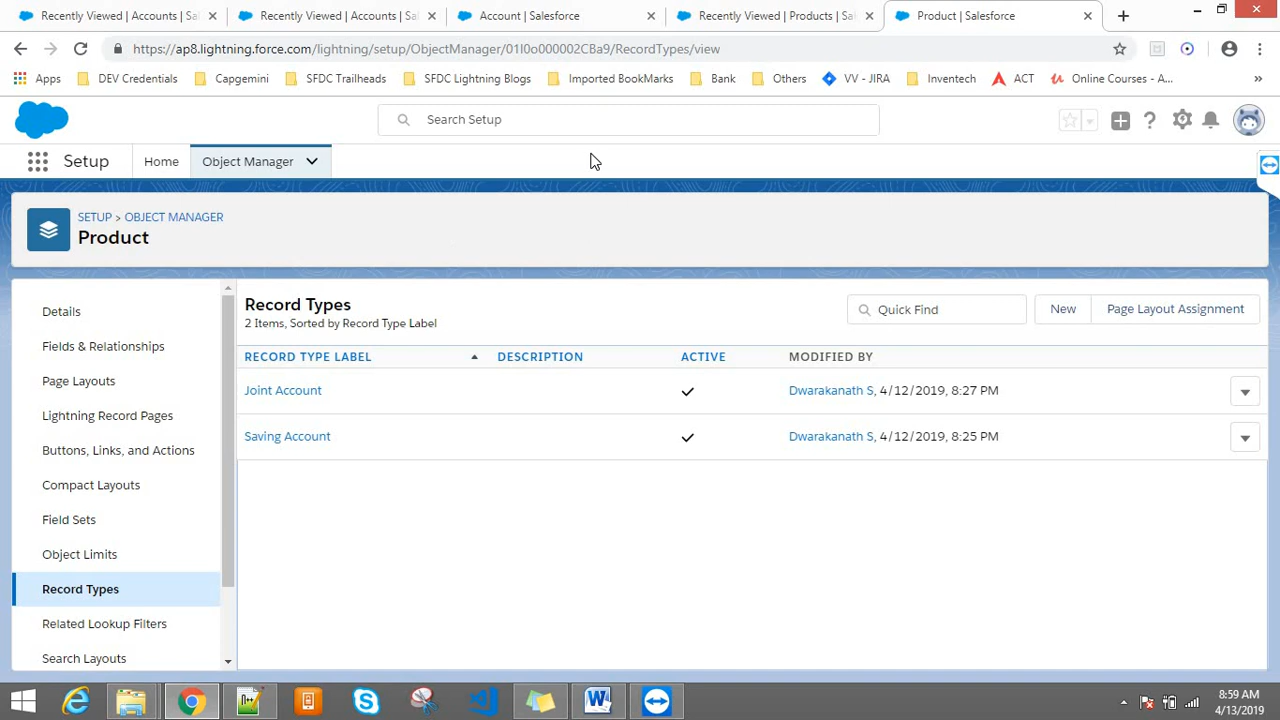 Recently Viewed | Accounts | Sa
Recently Viewed | Accounts | Sa
Account | Salesforce
Recently Viewed | Products | Sa
Product | Salesforce
https://ap8.lightning.force.com/lightning/setup/ObjectManager/01I0o000002CBa9/RecordTypes/view
Apps
DEV Credentials
Capgemini
SFDC Trailheads
SFDC Lightning Blogs
Imported BookMarks
Bank
Others
VV - JIRA
Inventech
ACT
Online Courses - A...
Search Setup
Setup
Home
Object Manager
SETUP > OBJECT MANAGER
Product
Details
Fields & Relationships
Page Layouts
Lightning Record Pages
Buttons, Links, and Actions
Compact Layouts
Field Sets
Object Limits
Record Types
Related Lookup Filters
Search Layouts
Record Types
2 Items, Sorted by Record Type Label
Quick Find
New
Page Layout Assignment
RECORD TYPE LABEL
DESCRIPTION
ACTIVE
MODIFIED BY
Joint Account
Dwarakanath S, 4/12/2019, 8:27 PM
Saving Account
Dwarakanath S, 4/12/2019, 8:25 PM
8:59 AM
4/13/2019